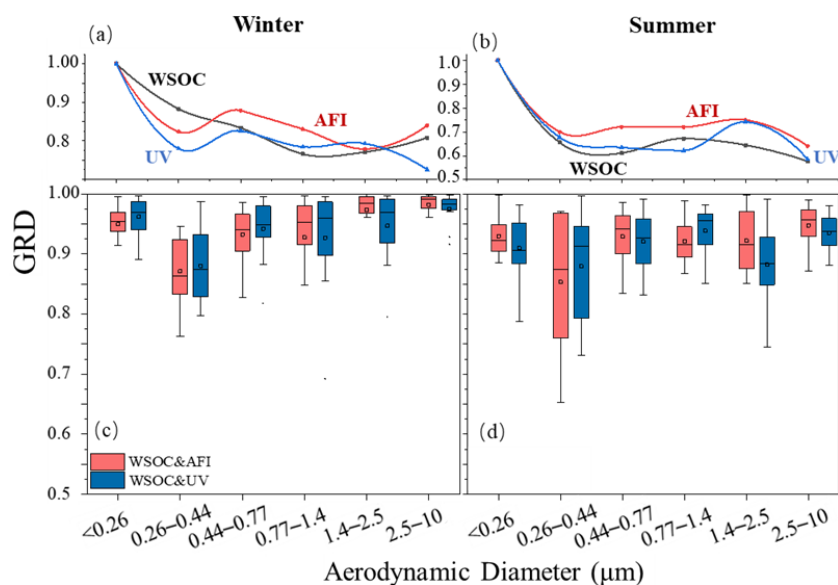 Winter
Summer
(a)
(b)
1.00
0.9
0.8
WSOC
AFI
UV
1.0
0.9
0.8
0.7
0.6
0.5
AFI
WSOC
UV
GRD
1.00
0.9
0.8
0.7
0.6
0.5
(c)
(d)
WSOC&AFI
WSOC&UV
<0.26
0.26–0.44
0.44–0.77
0.77–1.4
1.4–2.5
2.5–10
<0.26
0.26–0.44
0.44–0.77
0.77–1.4
1.4–2.5
2.5–10
Aerodynamic Diameter (μm)